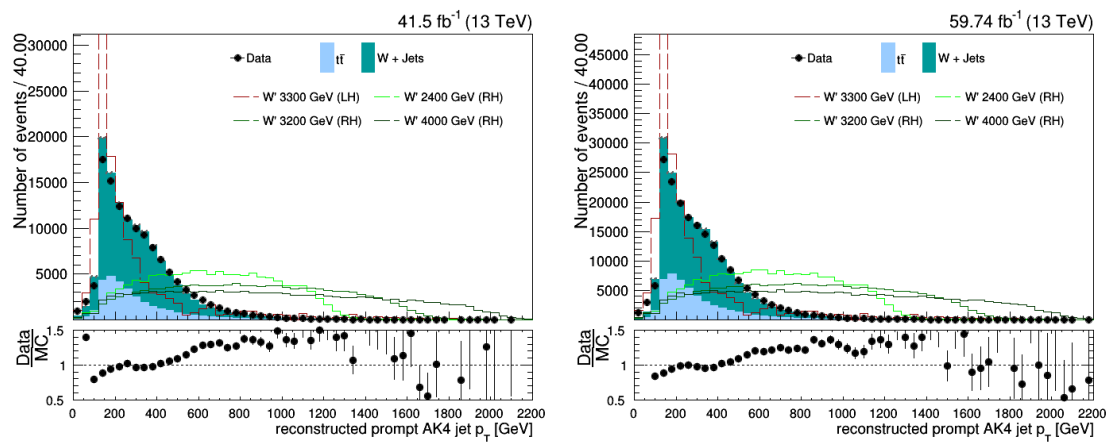 41.5 fb⁻¹ (13 TeV)
Number of events / 40.00
30000
25000
20000
15000
10000
5000
Data
tt̄
W + Jets
W' 3300 GeV (LH)
W' 2400 GeV (RH)
W' 3200 GeV (RH)
W' 4000 GeV (RH)
Data
MC
1.5
1
0.5
0 200 400 600 800 1000 1200 1400 1600 1800 2000 2200
reconstructed prompt AK4 jet p_T [GeV]
59.74 fb⁻¹ (13 TeV)
Number of events / 40.00
45000
40000
35000
30000
25000
20000
15000
10000
5000
Data
tt̄
W + Jets
W' 3300 GeV (LH)
W' 2400 GeV (RH)
W' 3200 GeV (RH)
W' 4000 GeV (RH)
Data
MC
1.5
1
0.5
0 200 400 600 800 1000 1200 1400 1600 1800 2000 2200
reconstructed prompt AK4 jet p_T [GeV]